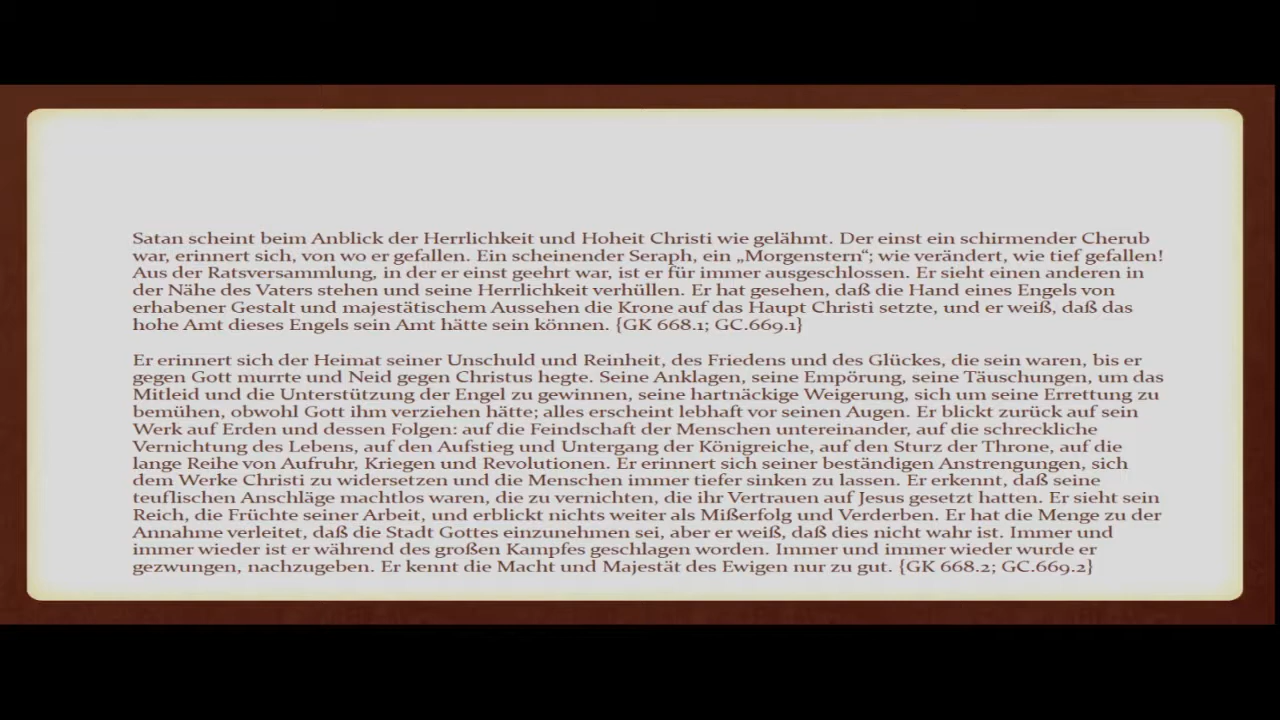 Satan scheint beim Anblick der Herrlichkeit und Hoheit Christi wie gelähmt. Der einst ein schirmender Cherub
war, erinnert sich, von wo er gefallen. Ein scheinender Seraph, ein „Morgenstern“; wie verändert, wie tief gefallen!
Aus der Ratsversammlung, in der er einst geehrt war, ist er für immer ausgeschlossen. Er sieht einen anderen in
der Nähe des Vaters stehen und seine Herrlichkeit verhüllen. Er hat gesehen, daß die Hand eines Engels von
erhabener Gestalt und majestätischem Aussehen die Krone auf das Haupt Christi setzte, und er weiß, daß das
hohe Amt dieses Engels sein Amt hätte sein können. {GK 668.1; GC.669.1}
Er erinnert sich der Heimat seiner Unschuld und Reinheit, des Friedens und des Glückes, die sein waren, bis er
gegen Gott murrte und Neid gegen Christus hegte. Seine Anklagen, seine Empörung, seine Täuschungen, um das
Mitleid und die Unterstützung der Engel zu gewinnen, seine hartnäckige Weigerung, sich um seine Errettung zu
bemühen, obwohl Gott ihm verziehen hätte; alles erscheint lebhaft vor seinen Augen. Er blickt zurück auf sein
Werk auf Erden und dessen Folgen: auf die Feindschaft der Menschen untereinander, auf die schreckliche
Vernichtung des Lebens, auf den Aufstieg und Untergang der Königreiche, auf den Sturz der Throne, auf die
lange Reihe von Aufruhr, Kriegen und Revolutionen. Er erinnert sich seiner beständigen Anstrengungen, sich
dem Werke Christi zu widersetzen und die Menschen immer tiefer sinken zu lassen. Er erkennt, daß seine
teuflischen Anschläge machtlos waren, die zu vernichten, die ihr Vertrauen auf Jesus gesetzt hatten. Er sieht sein
Reich, die Früchte seiner Arbeit, und erblickt nichts weiter als Mißerfolg und Verderben. Er hat die Menge zu der
Annahme verleitet, daß die Stadt Gottes einzunehmen sei, aber er weiß, daß dies nicht wahr ist. Immer und
immer wieder ist er während des großen Kampfes geschlagen worden. Immer und immer wieder wurde er
gezwungen, nachzugeben. Er kennt die Macht und Majestät des Ewigen nur zu gut. {GK 668.2; GC.669.2}